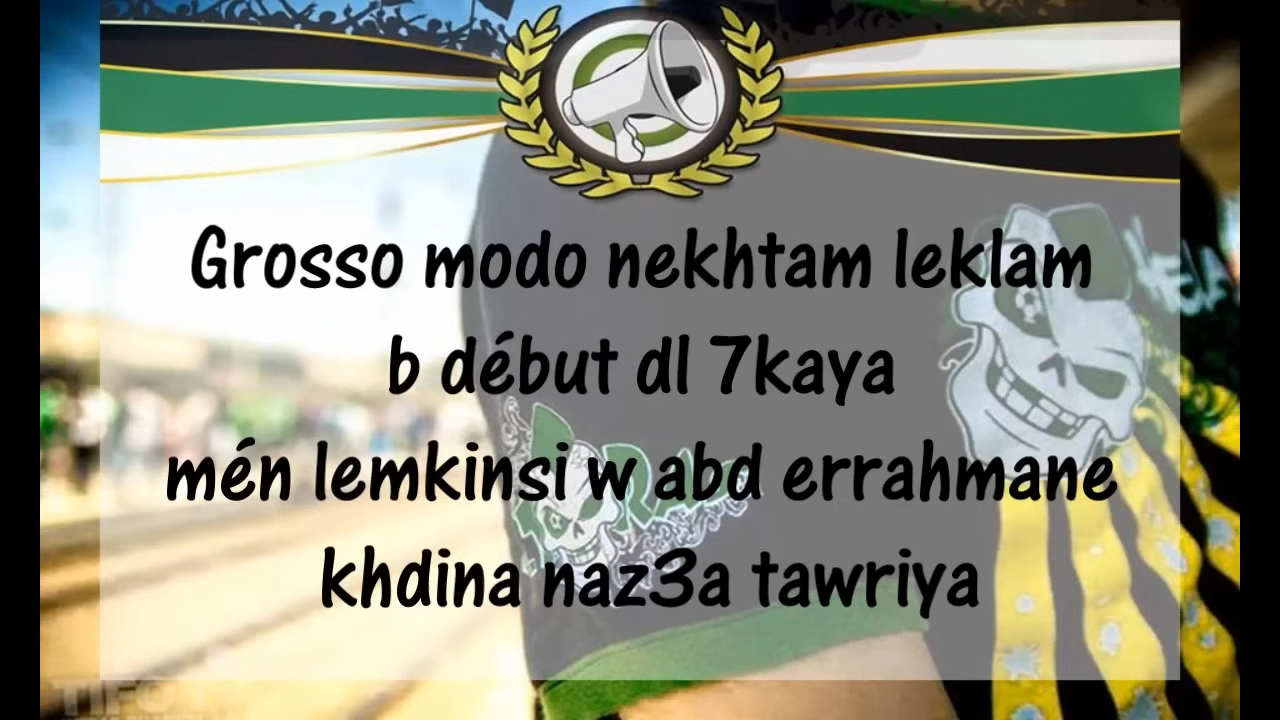 Grosso modo nekhtam leklam
b début dl 7kaya
mén lemkinsi w abd errahmane
khdina naz3a tawriya